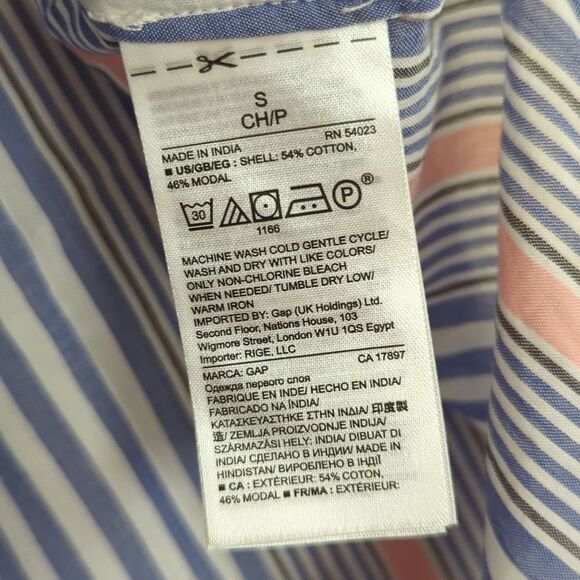 S
CH/P
RN 54023
MADE IN INDIA
■ US/GB/EG : SHELL: 54% COTTON,
46% MODAL
30 P ®
1166
MACHINE WASH COLD GENTLE CYCLE/
WASH AND DRY WITH LIKE COLORS/
ONLY NON-CHLORINE BLEACH
WHEN NEEDED/ TUMBLE DRY LOW/
WARM IRON
IMPORTED BY: Gap (UK Holdings) Ltd.
Second Floor, Nations House, 103
Wigmore Street, London W1U 1QS Egypt
Importer: RIGE, LLC
MARCA: GAP CA 17897
Одежда первого слоя
FABRIQUE EN INDE/ HECHO EN INDIA/
FABRICADO NA ÍNDIA/
ΚΑΤΑΣΚΕΥΑΣΤΗΚΕ ΣΤΗΝ ΙΝΔΙΑ/ 印度製
造/ ZEMLJA PROIZVODNJE INDIJA/
SZÁRMAZÁSI HELY: INDIA/ DIBUAT DI
INDIA/ СДЕЛАНО В ИНДИИ/ MADE IN
HINDISTAN/ ВИРОБЛЕНО В ІНДІЇ
■ CA : EXTÉRIEUR: 54% COTON,
46% MODAL ■ FR/MA : EXTÉRIEUR: